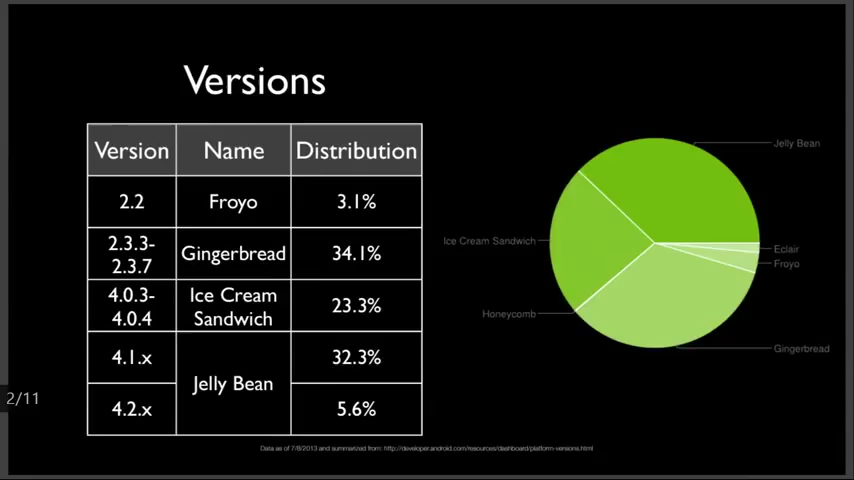 Versions
Version Name Distribution
2.2 Froyo 3.1%
2.3.3-
2.3.7
Gingerbread 34.1%
4.0.3-
4.0.4
Ice Cream
Sandwich
23.3%
4.1.x 32.3%
Jelly Bean
4.2.x 5.6%
Jelly Bean
Ice Cream Sandwich
Eclair
Froyo
Honeycomb
Gingerbread
2/11
Data as of 7/8/2013 and summarized from: http://developer.android.com/resources/dashboard/platform-versions.html